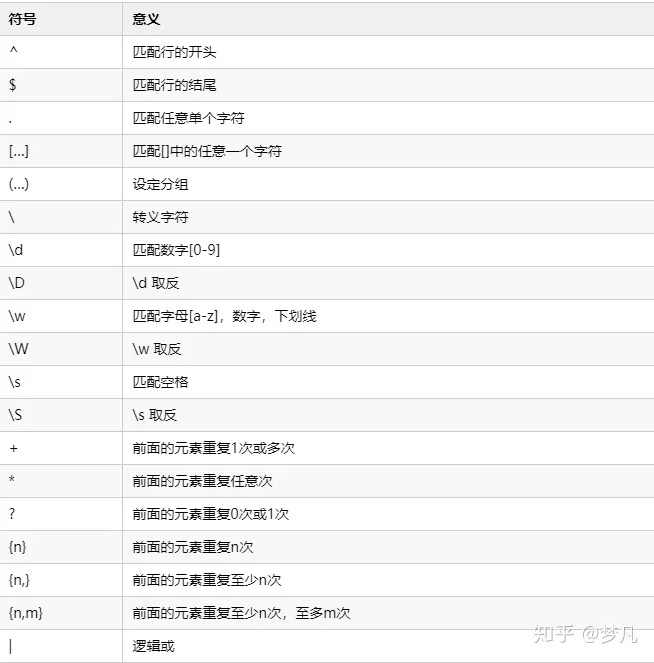 符号 意义
^ 匹配行的开头
$ 匹配行的结尾
. 匹配任意单个字符
[...] 匹配[]中的任意一个字符
(...) 设定分组
\ 转义字符
\d 匹配数字[0-9]
\D \d 取反
\w 匹配字母[a-z]，数字，下划线
\W \w 取反
\s 匹配空格
\S \s 取反
+ 前面的元素重复1次或多次
* 前面的元素重复任意次
? 前面的元素重复0次或1次
{n} 前面的元素重复n次
{n,} 前面的元素重复至少n次
{n,m} 前面的元素重复至少n次，至多m次
| 逻辑或
知乎 @梦凡